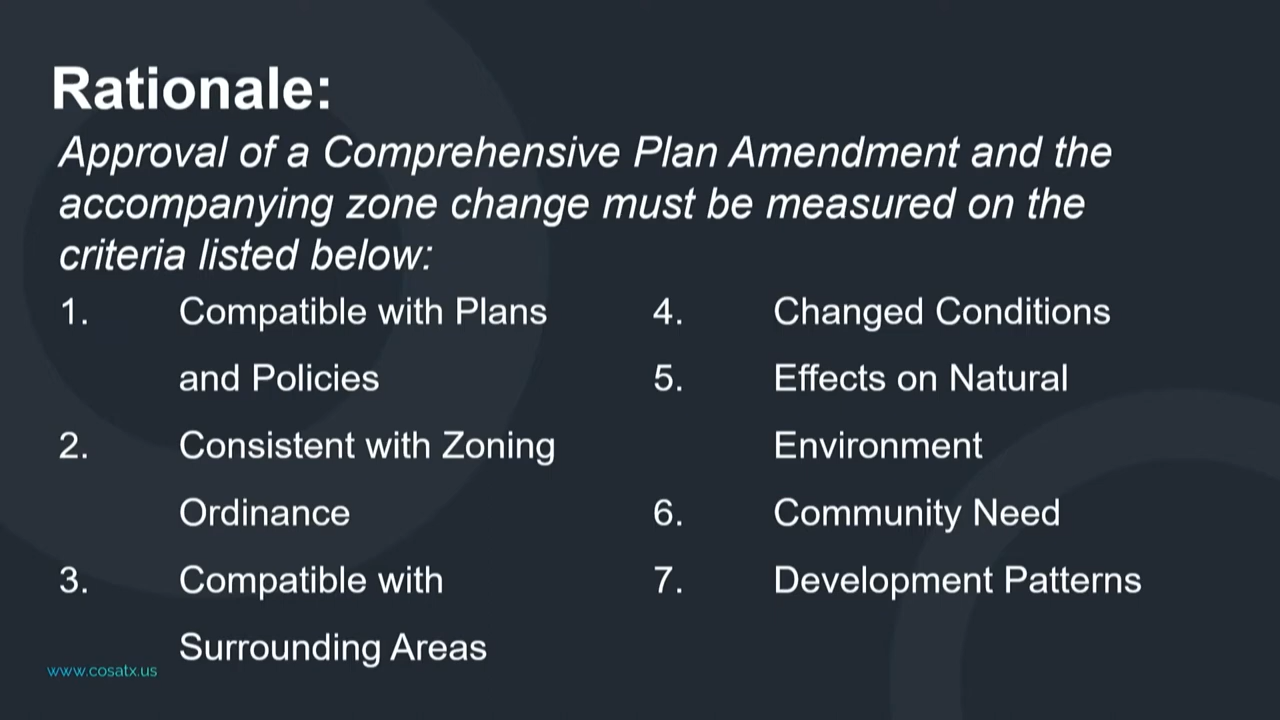 Rationale:
Approval of a Comprehensive Plan Amendment and the
accompanying zone change must be measured on the
criteria listed below:
1. Compatible with Plans
and Policies
2. Consistent with Zoning
Ordinance
3. Compatible with
Surrounding Areas
4. Changed Conditions
5. Effects on Natural
Environment
6. Community Need
7. Development Patterns
www.cosatx.us